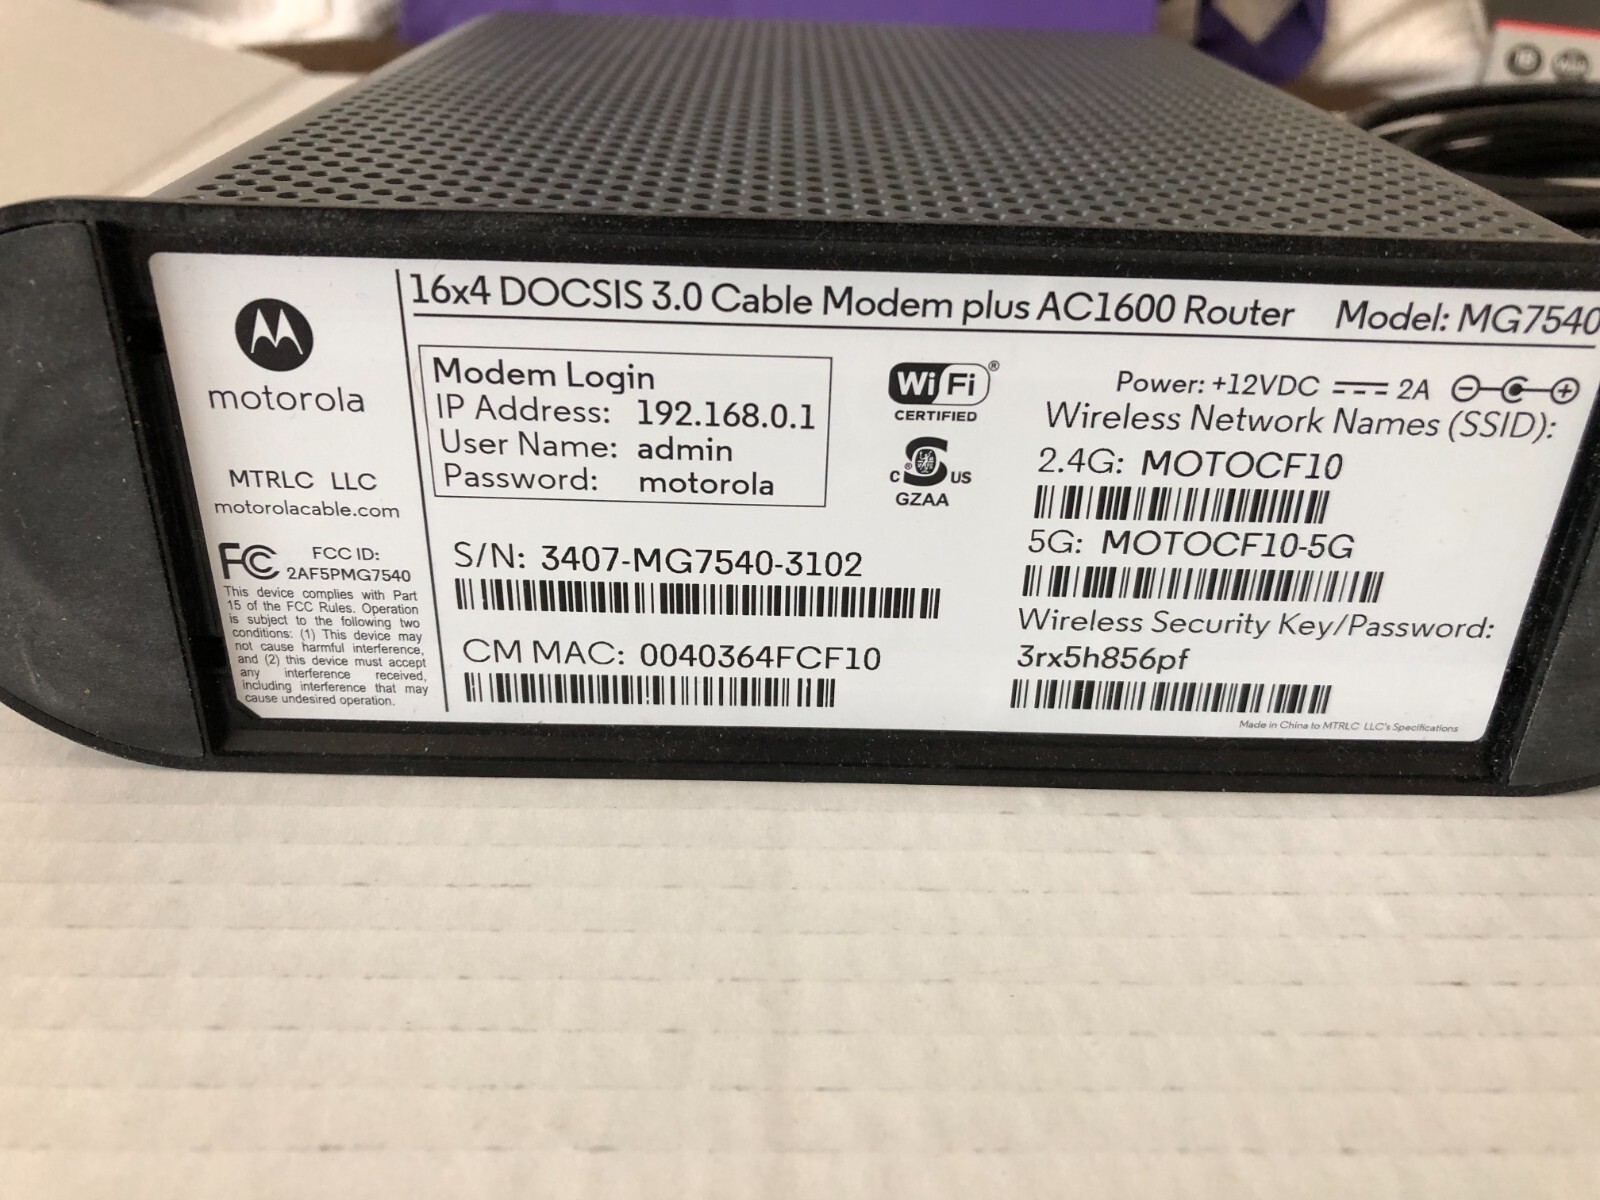 16x4 DOCSIS 3.0 Cable Modem plus AC1600 Router Model: MG7540
motorola
MTRLC LLC
motorolacable.com
FC FCC ID:
2AF5PMG7540
This device complies with Part
15 of the FCC Rules. Operation
is subject to the following two
conditions: (1) This device may
not cause harmful interference,
and (2) this device must accept
any interference received,
including interference that may
cause undesired operation.
Modem Login
IP Address: 192.168.0.1
User Name: admin
Password: motorola
S/N: 3407-MG7540-3102
CM MAC: 0040364FCF10
Wi Fi ®
CERTIFIED
C S US
GZAA
Power: +12VDC 2A
Wireless Network Names (SSID):
2.4G: MOTOCF10
5G: MOTOCF10-5G
Wireless Security Key/Password:
3rx5h856pf
Made in China to MTRLC LLC's Specifications